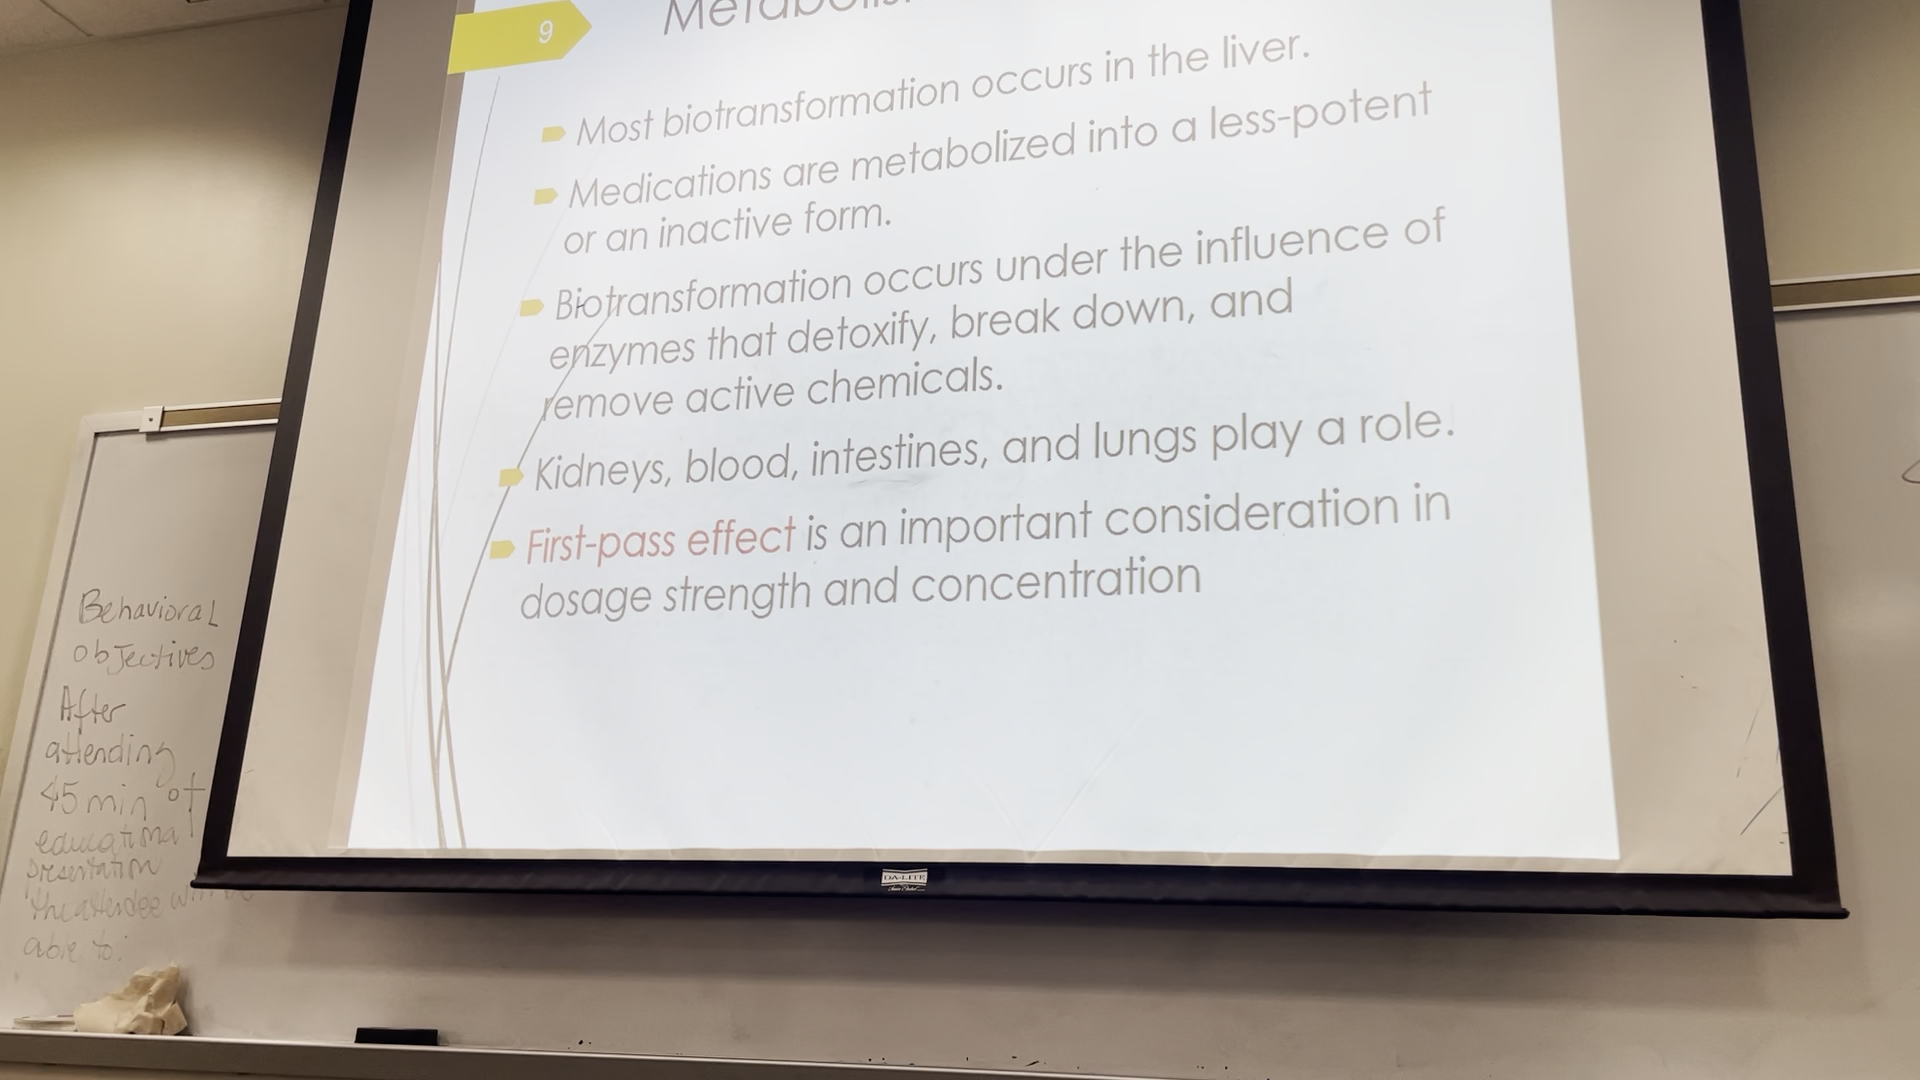 9
Most biotransformation occurs in the liver.
Medications are metabolized into a less-potent
or an inactive form.
Biotransformation occurs under the influence of
enzymes that detoxify, break down, and
remove active chemicals.
Kidneys, blood, intestines, and lungs play a role.
First-pass effect is an important consideration in
dosage strength and concentration
DA-LITE
Behavioral
objectives
After
attending
45 min of
educational
presentation
the attendee
able to: